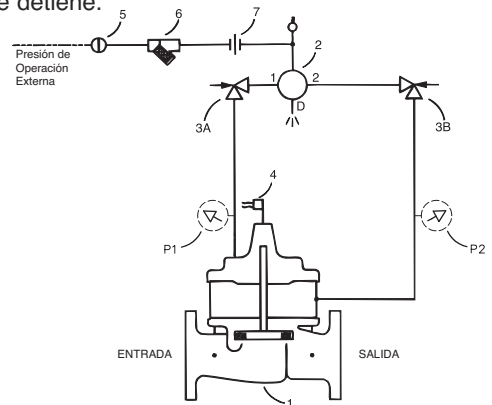 e detiene.
5
6
7
Presión de
Operación
Externa
1
2
2
D
3A
3B
4
P1
P2
ENTRADA
SALIDA
1